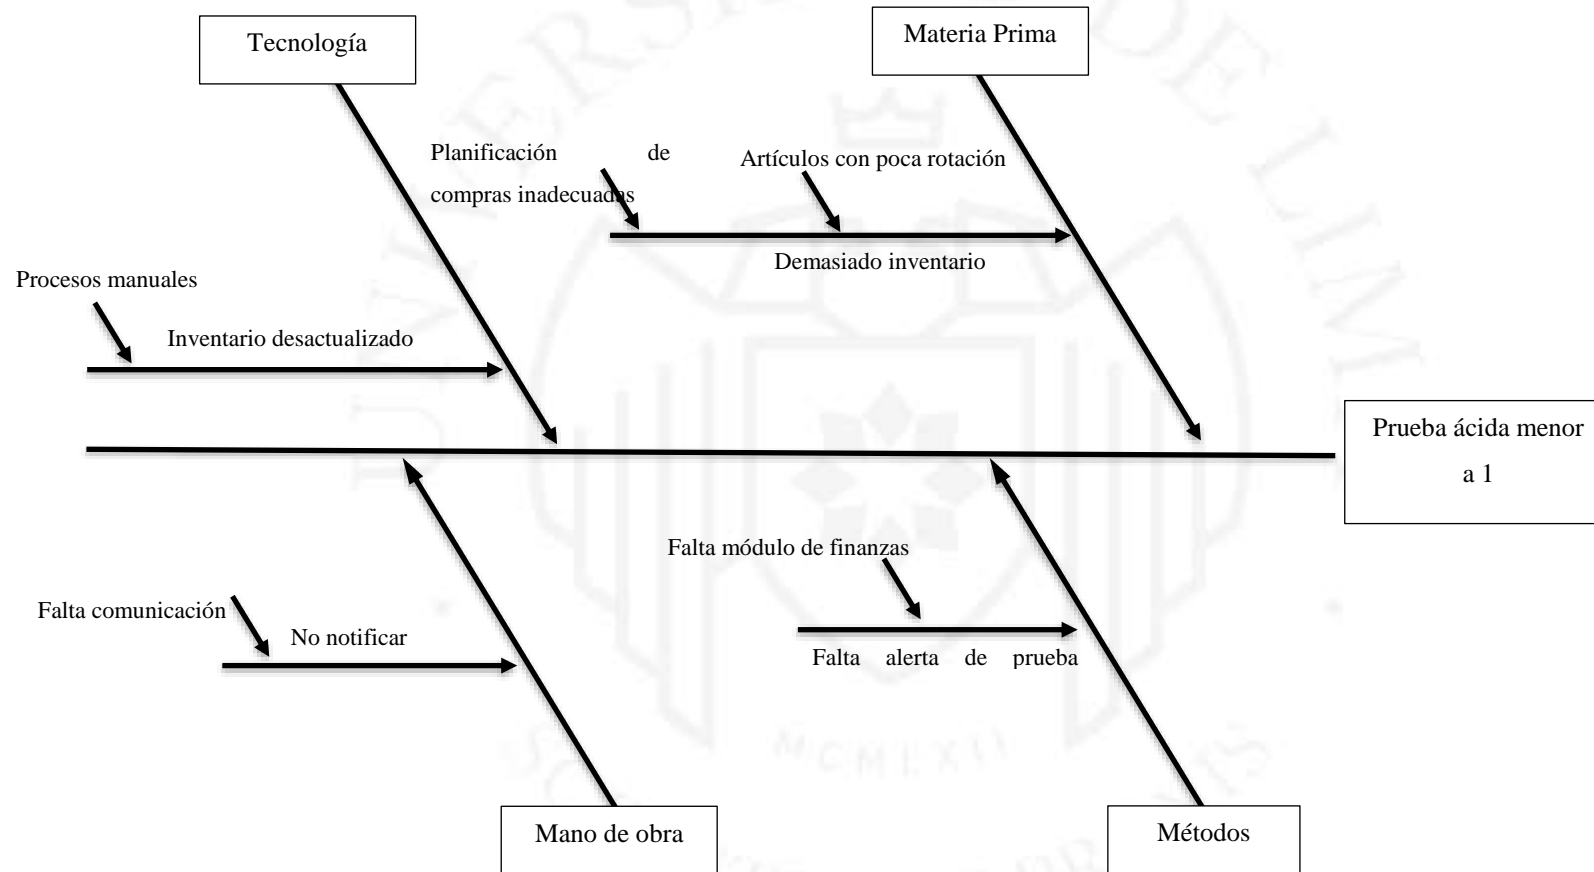 Tecnología
Materia Prima
Planificación de
compras inadecuadas
Artículos con poca rotación
Demasiado inventario
Procesos manuales
Inventario desactualizado
Prueba ácida menor
a 1
Falta módulo de finanzas
Falta comunicación
No notificar
Falta alerta de prueba
Mano de obra
Métodos
MCMLXII